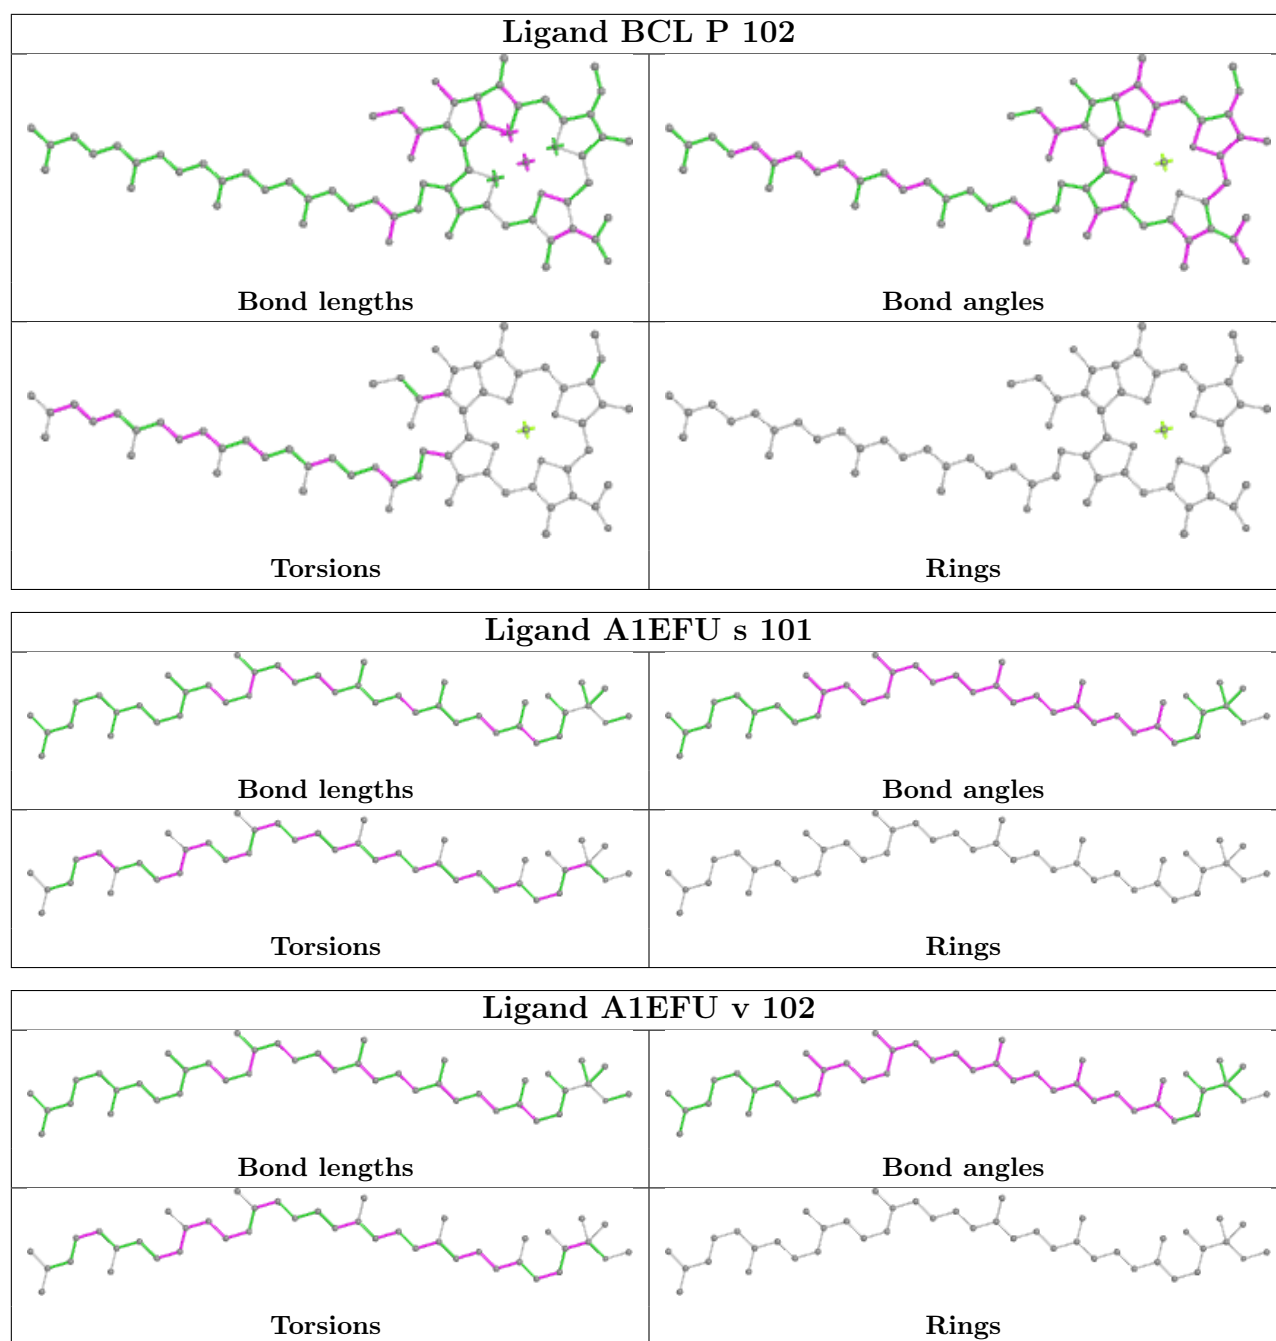 Ligand BCL P 102
Bond lengths
Bond angles
Torsions
Rings
Ligand A1EFU s 101
Bond lengths
Bond angles
Torsions
Rings
Ligand A1EFU v 102
Bond lengths
Bond angles
Torsions
Rings